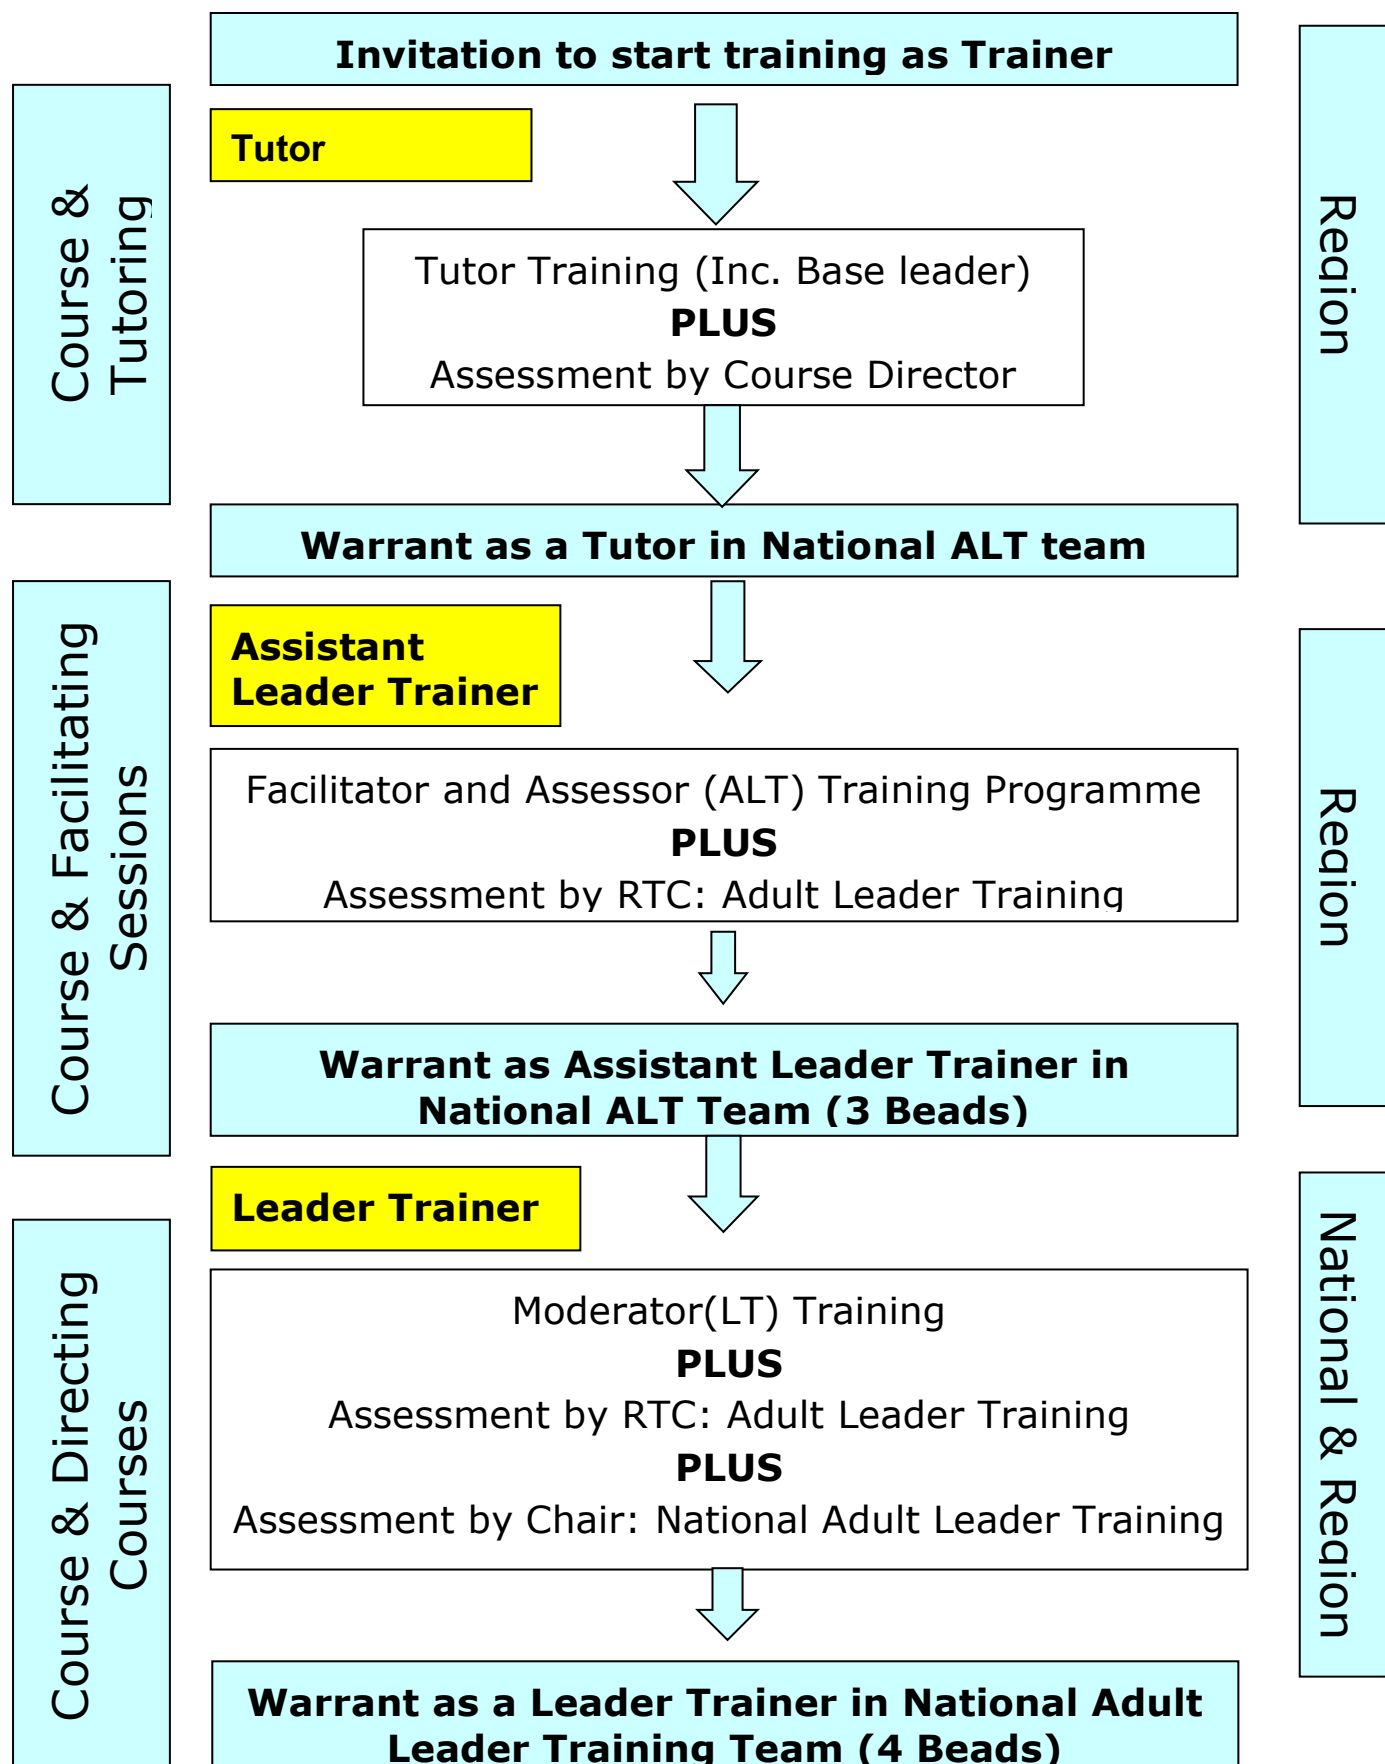 Invitation to start training as Trainer
Course &
Tutoring
Tutor
Region
Tutor Training (Inc. Base leader)
PLUS
Assessment by Course Director
Warrant as a Tutor in National ALT team
Course & Facilitating
Sessions
Assistant
Leader Trainer
Region
Facilitator and Assessor (ALT) Training Programme
PLUS
Assessment by RTC: Adult Leader Training
Warrant as Assistant Leader Trainer in
National ALT Team (3 Beads)
Course & Directing
Courses
Leader Trainer
National & Region
Moderator(LT) Training
PLUS
Assessment by RTC: Adult Leader Training
PLUS
Assessment by Chair: National Adult Leader Training
Warrant as a Leader Trainer in National Adult
Leader Training Team (4 Beads)